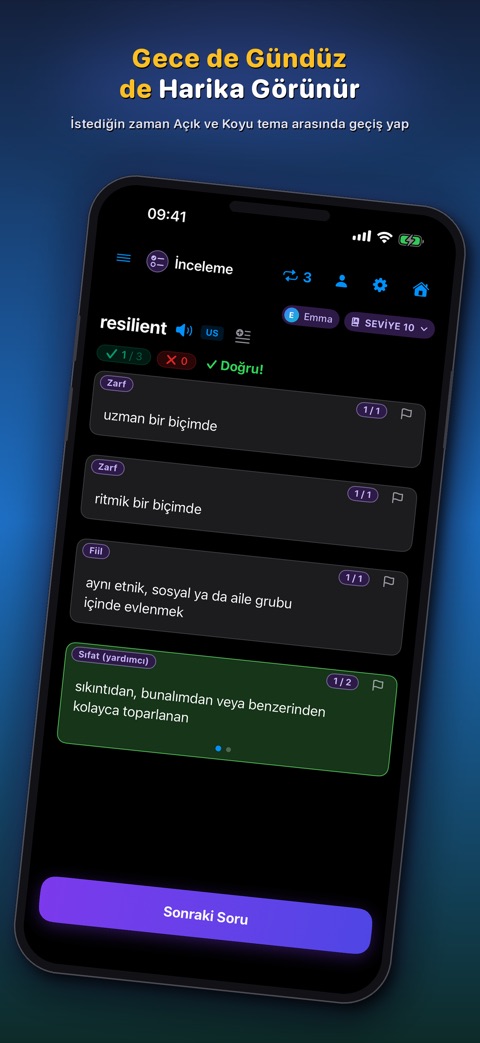 Gece de Gündüz
de Harika Görünür
İstediğin zaman Açık ve Koyu tema arasında geçiş yap
09:41
İnceleme
3
E Emma
SEVİYE 10
resilient
US
1 / 3
0
Doğru!
Zarf
1 / 1
uzman bir biçimde
Zarf
1 / 1
ritmik bir biçimde
Fiil
1 / 1
aynı etnik, sosyal ya da aile grubu
içinde evlenmek
Sıfat (yardımcı)
1 / 2
sıkıntıdan, bunalımdan veya benzerinden
kolayca toparlanan
Sonraki Soru